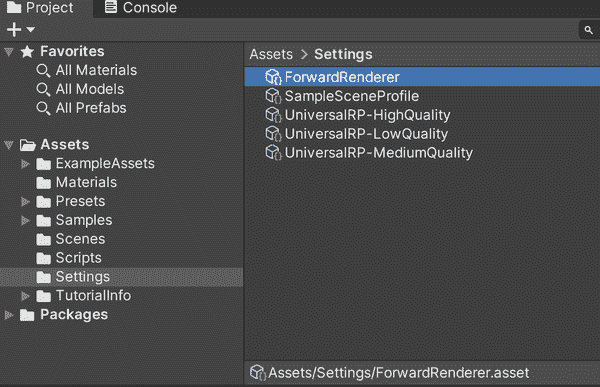 Project
Console
Favorites
All Materials
All Models
All Prefabs
Assets
ExampleAssets
Materials
Presets
Samples
Scenes
Scripts
Settings
TutorialInfo
Packages
Assets > Settings
ForwardRenderer
SampleSceneProfile
UniversalRP-HighQuality
UniversalRP-LowQuality
UniversalRP-MediumQuality
Assets/Settings/ForwardRenderer.asset